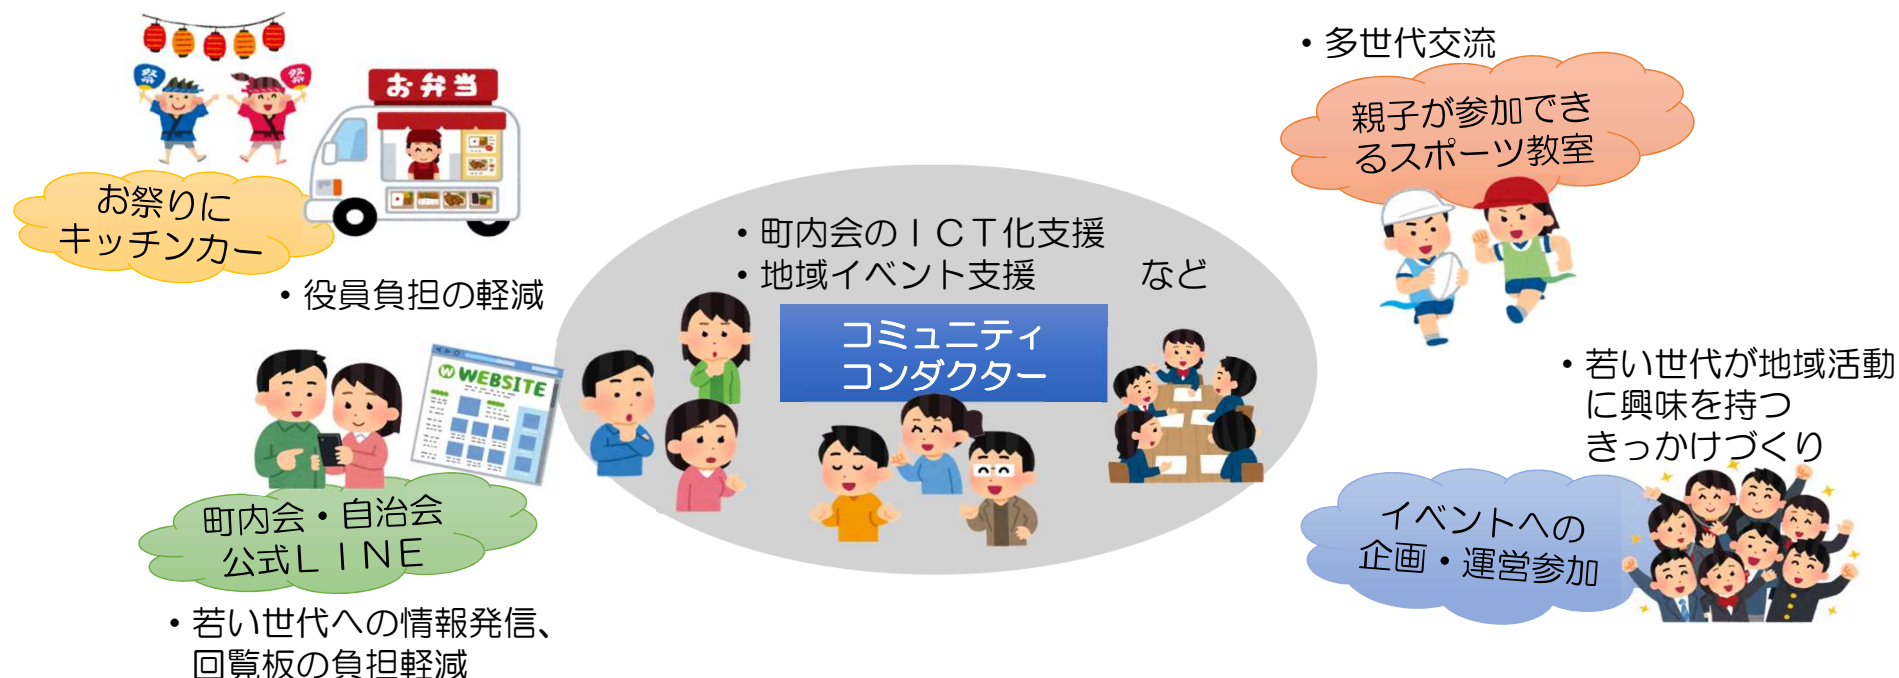 祭
祭
お弁当
お祭りに
キッチンカー
・役員負担の軽減
WEBSITE
町内会・自治会
公式ＬＩＮＥ
・若い世代への情報発信、
回覧板の負担軽減
・町内会のＩＣＴ化支援
・地域イベント支援　　　など
コミュニティ
コンダクター
・多世代交流
親子が参加でき
るスポーツ教室
・若い世代が地域活動
に興味を持つ
きっかけづくり
イベントへの
企画・運営参加